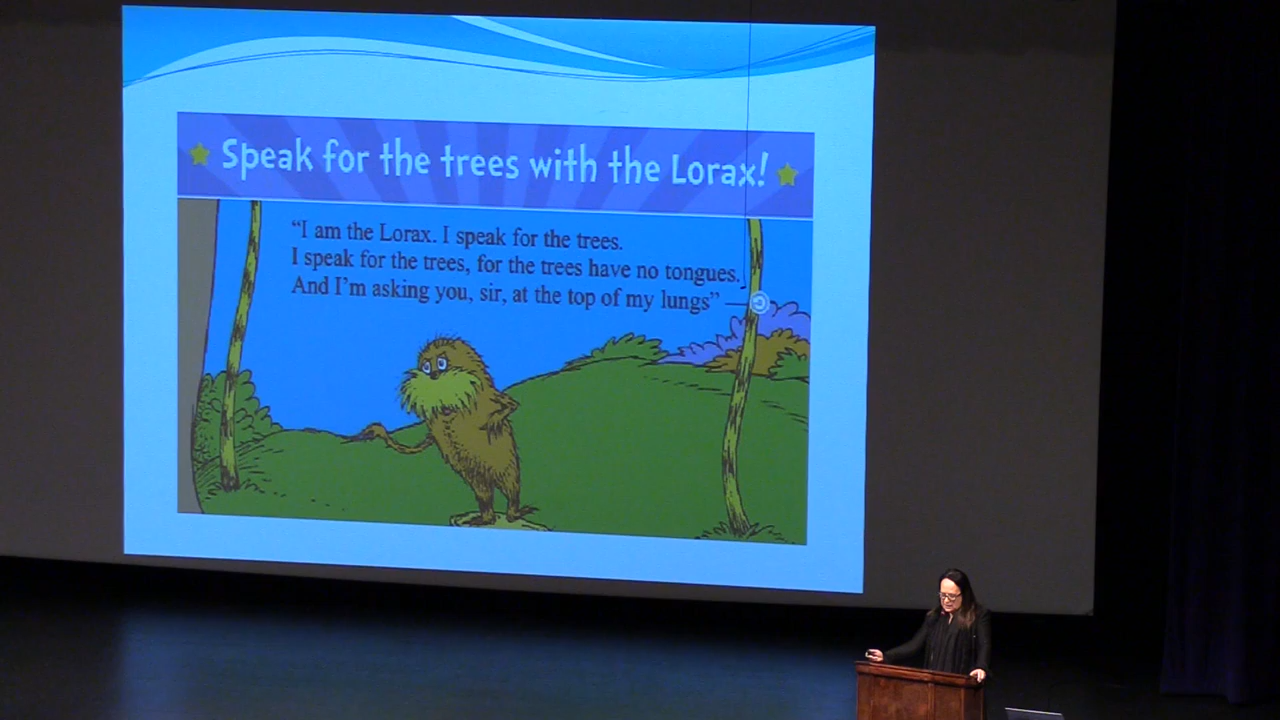 Speak for the trees with the Lorax!
“I am the Lorax. I speak for the trees.
I speak for the trees, for the trees have no tongues.
And I’m asking you, sir, at the top of my lungs” —